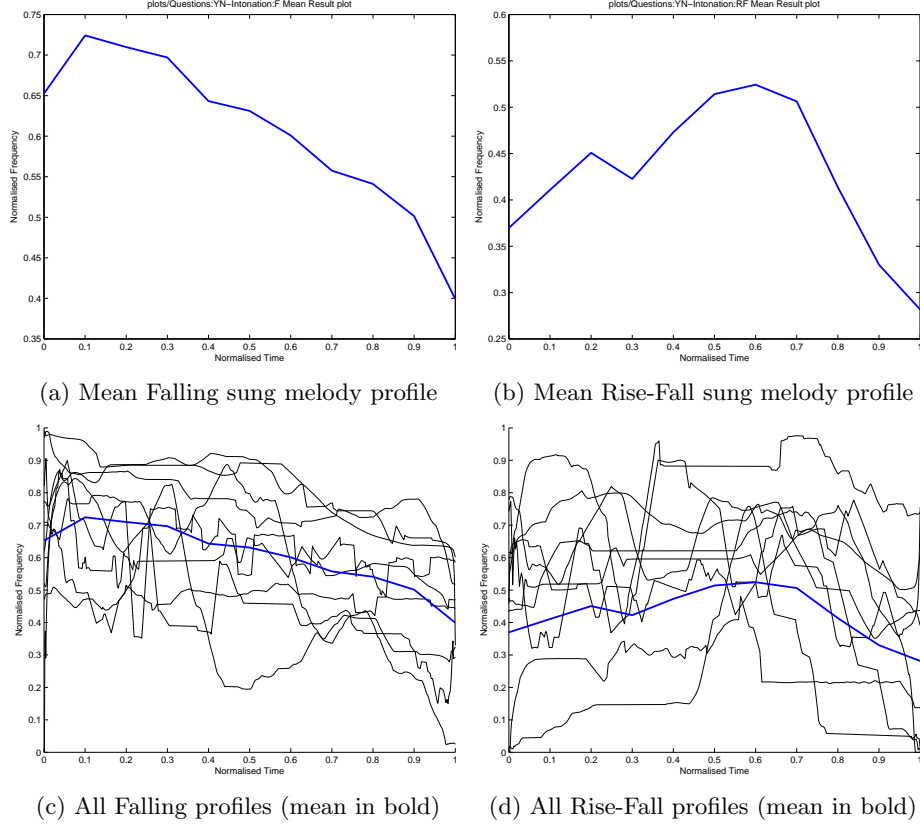 plots/Questions:YN−Intonation:F Mean Result plot
0.75
0.7
0.65
0.6
0.55
0.5
0.45
0.4
0.35
Normalised Frequency
0 0.1 0.2 0.3 0.4 0.5 0.6 0.7 0.8 0.9 1
Normalised Time
(a) Mean Falling sung melody profile
plots/Questions:YN−Intonation:RF Mean Result plot
0.6
0.55
0.5
0.45
0.4
0.35
0.3
0.25
Normalised Frequency
0 0.1 0.2 0.3 0.4 0.5 0.6 0.7 0.8 0.9 1
Normalised Time
(b) Mean Rise-Fall sung melody profile
1
0.9
0.8
0.7
0.6
0.5
0.4
0.3
0.2
0.1
0
Normalised Frequency
0 0.1 0.2 0.3 0.4 0.5 0.6 0.7 0.8 0.9 1
Normalised Time
(c) All Falling profiles (mean in bold)
1
0.9
0.8
0.7
0.6
0.5
0.4
0.3
0.2
0.1
0
Normalised Frequency
0 0.1 0.2 0.3 0.4 0.5 0.6 0.7 0.8 0.9 1
Normalised Time
(d) All Rise-Fall profiles (mean in bold)